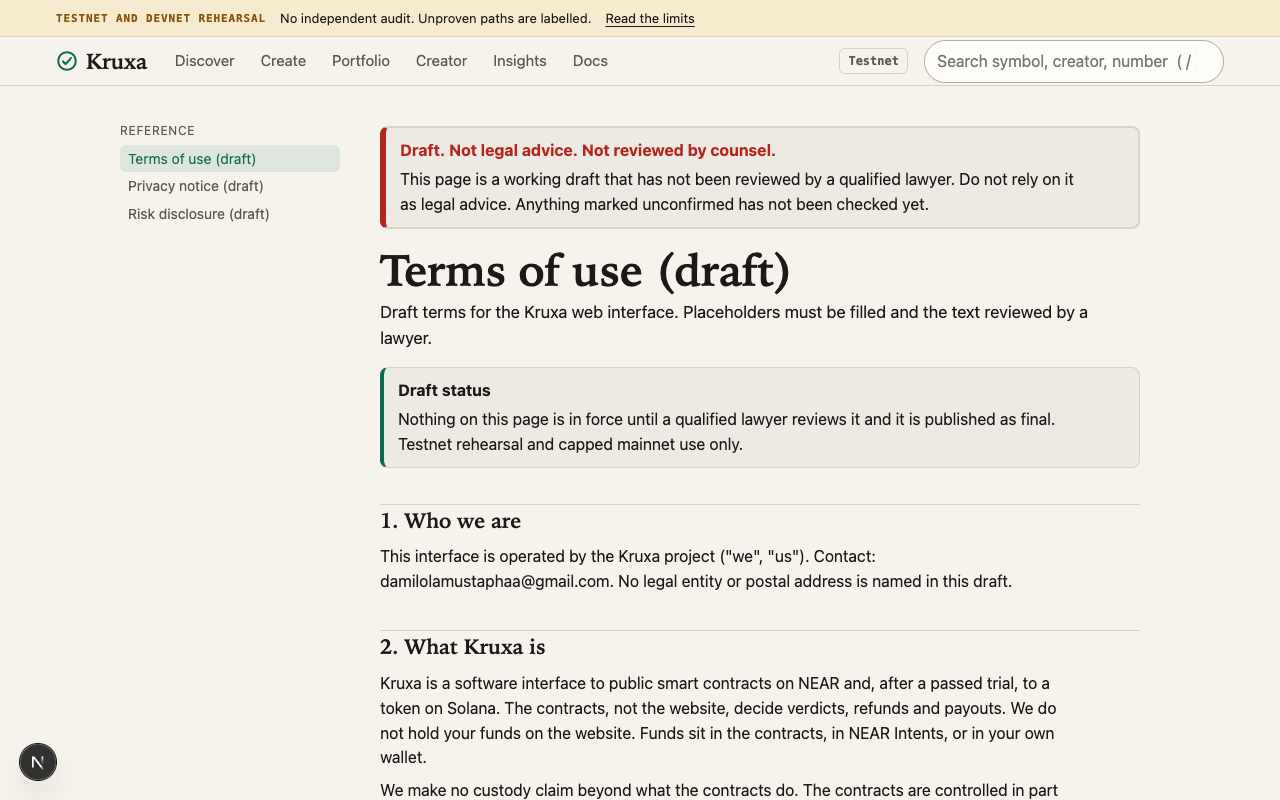 TESTNET AND DEVNET REHEARSAL No independent audit. Unproven paths are labelled. Read the limits
Kruxa Discover Create Portfolio Creator Insights Docs Testnet Search symbol, creator, number ( /
REFERENCE
Terms of use (draft)
Privacy notice (draft)
Risk disclosure (draft)
Draft. Not legal advice. Not reviewed by counsel.
This page is a working draft that has not been reviewed by a qualified lawyer. Do not rely on it
as legal advice. Anything marked unconfirmed has not been checked yet.
Terms of use (draft)
Draft terms for the Kruxa web interface. Placeholders must be filled and the text reviewed by a
lawyer.
Draft status
Nothing on this page is in force until a qualified lawyer reviews it and it is published as final.
Testnet rehearsal and capped mainnet use only.
1. Who we are
This interface is operated by the Kruxa project ("we", "us"). Contact:
damilolamustaphaa@gmail.com. No legal entity or postal address is named in this draft.
2. What Kruxa is
Kruxa is a software interface to public smart contracts on NEAR and, after a passed trial, to a
token on Solana. The contracts, not the website, decide verdicts, refunds and payouts. We do
not hold your funds on the website. Funds sit in the contracts, in NEAR Intents, or in your own
wallet.
We make no custody claim beyond what the contracts do. The contracts are controlled in part
N